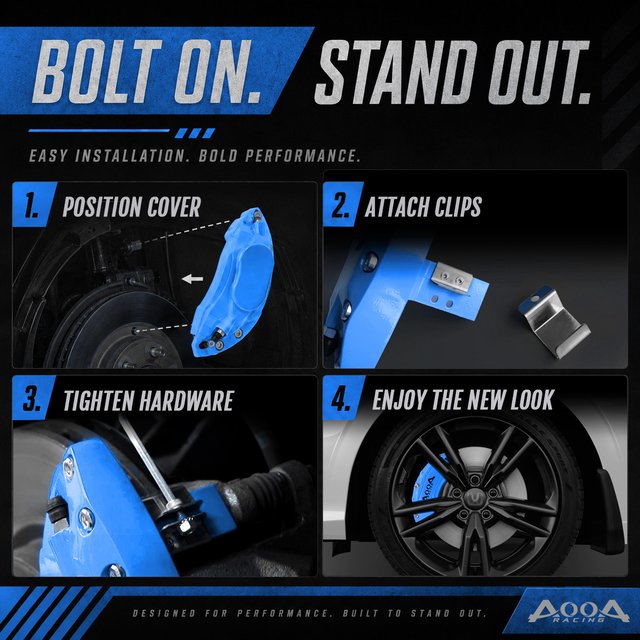 BOLT ON. STAND OUT.
EASY INSTALLATION. BOLD PERFORMANCE.
1. POSITION COVER
2. ATTACH CLIPS
3. TIGHTEN HARDWARE
4. ENJOY THE NEW LOOK
AOOA
DESIGNED FOR PERFORMANCE. BUILT TO STAND OUT.
AOOA
RACING